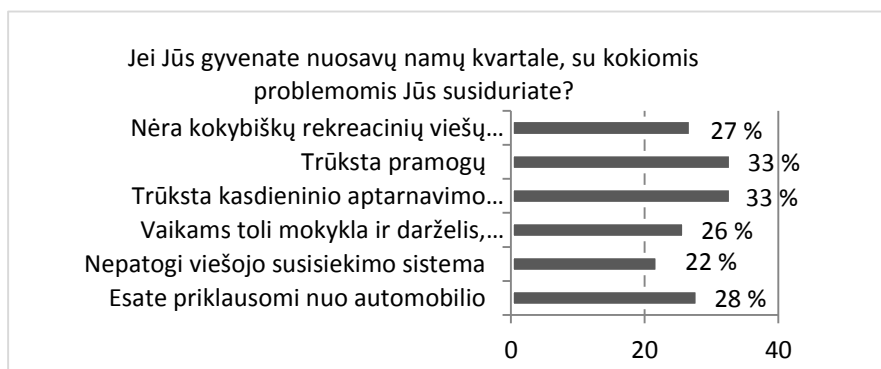 Jei Jūs gyvenate nuosavų namų kvartale, su kokiomis
problemomis Jūs susiduriate?
Nėra kokybiškų rekreacinių viešų... 27 %
Trūksta pramogų 33 %
Trūksta kasdieninio aptarnavimo... 33 %
Vaikams toli mokykla ir darželis,... 26 %
Nepatogi viešojo susisiekimo sistema 22 %
Esate priklausomi nuo automobilio 28 %
0 20 40